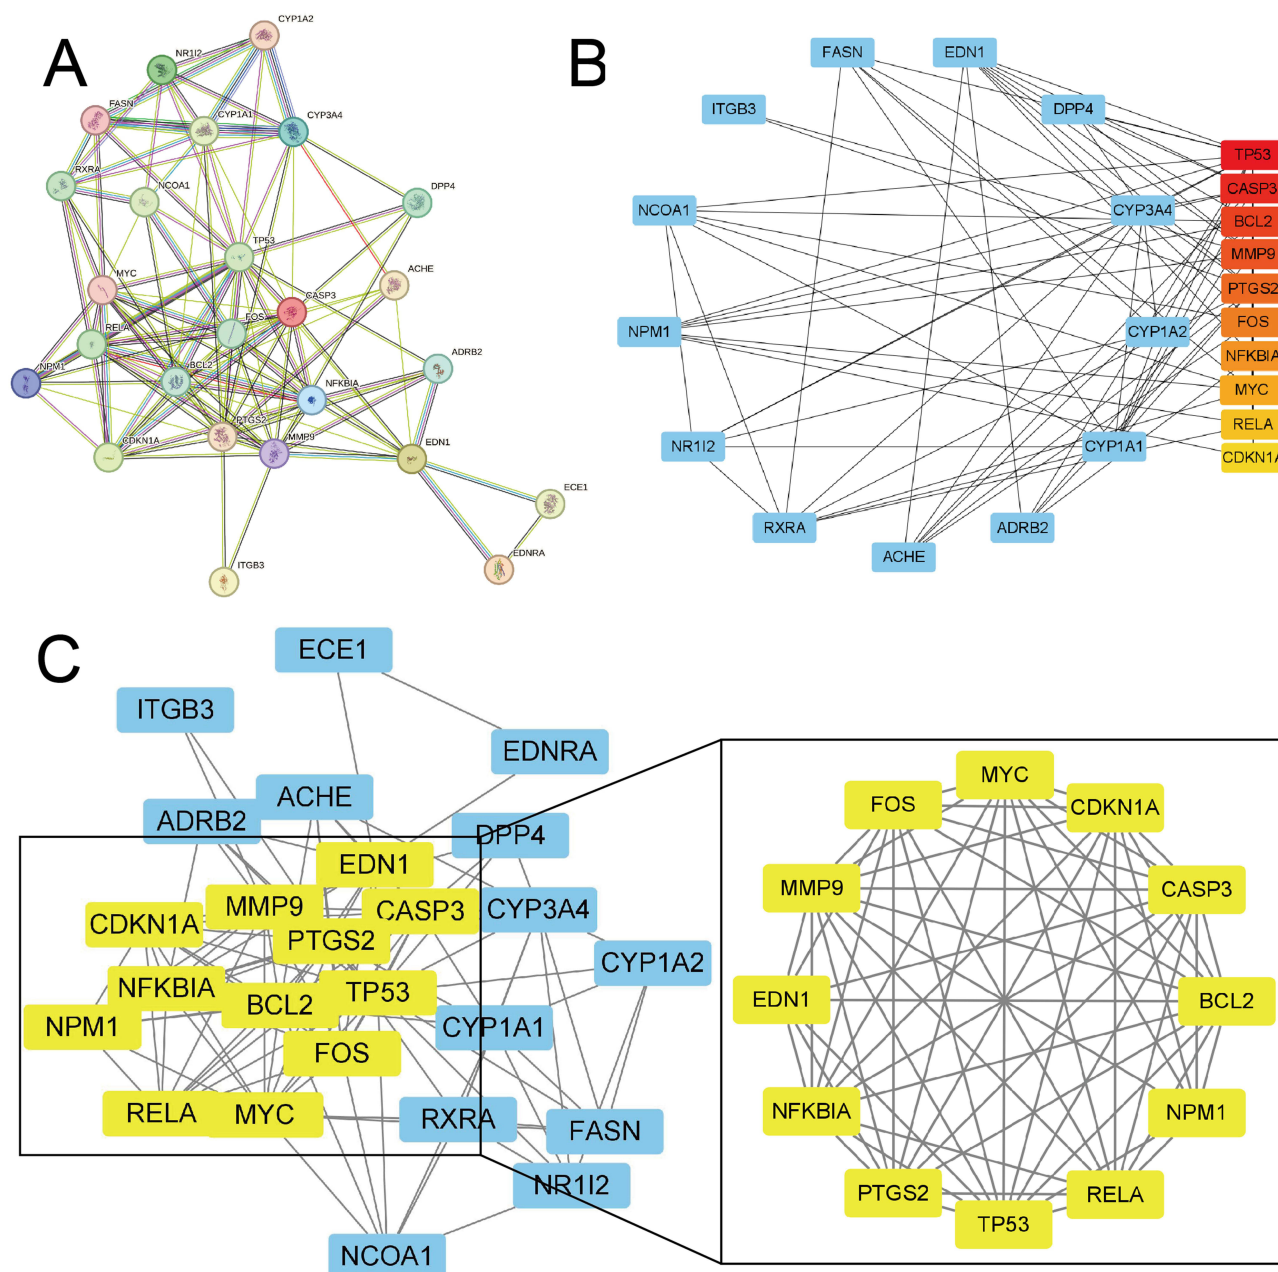 A
CYP1A2
NR1I2
FASN
CYP1A1
CYP3A4
RXRA
NCOA1
DPP4
TP53
MYC
ACHE
CASP3
FOS
RELA
ADRB2
NPM1
BCL2
NFKBIA
PTGS2
CDKN1A
MMP9
EDN1
ECE1
EDNRA
ITGB3
B
FASN
EDN1
ITGB3
DPP4
TP53
CASP3
NCOA1
CYP3A4
BCL2
MMP9
PTGS2
NPM1
CYP1A2
FOS
NFKBIA
MYC
RELA
NR1I2
CYP1A1
CDKN1A
RXRA
ADRB2
ACHE
C
ECE1
ITGB3
EDNRA
ACHE
ADRB2
DPP4
EDN1
MMP9
CASP3
CYP3A4
CDKN1A
PTGS2
CYP1A2
NFKBIA
BCL2
TP53
NPM1
CYP1A1
FOS
RELA
MYC
RXRA
FASN
NR1I2
NCOA1
MYC
FOS
CDKN1A
MMP9
CASP3
EDN1
BCL2
NFKBIA
NPM1
PTGS2
RELA
TP53